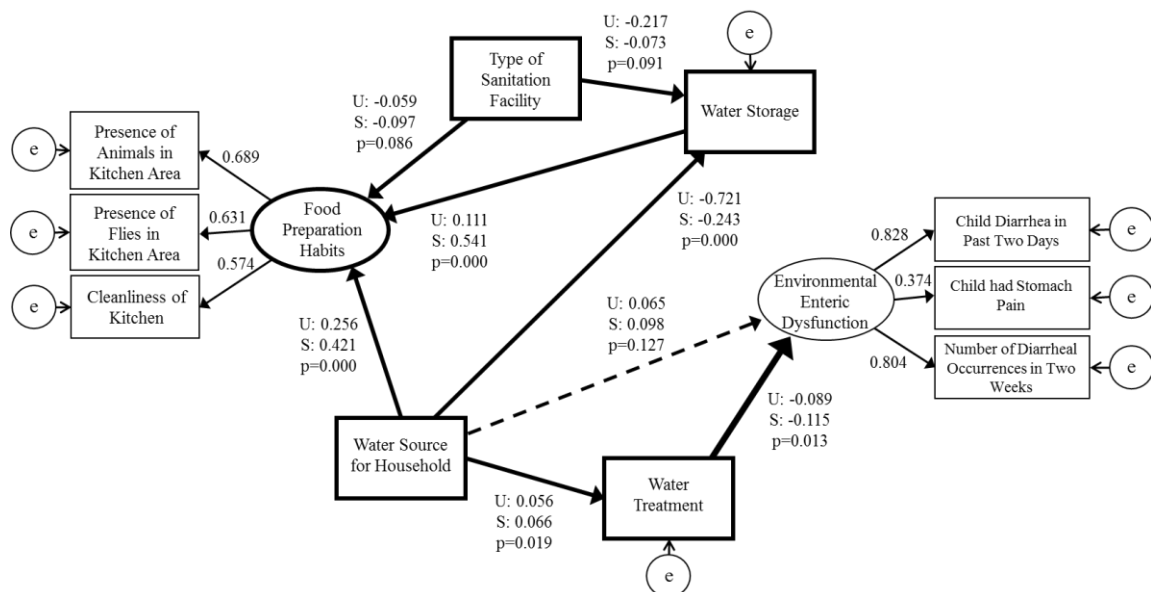 Type of
Sanitation
Facility
U: -0.217
S: -0.073
p=0.091
e
Water Storage
U: -0.059
S: -0.097
p=0.086
e
Presence of
Animals in
Kitchen Area
0.689
e
Presence of
Flies in
Kitchen Area
0.631
e
Cleanliness of
Kitchen
0.574
Food
Preparation
Habits
U: 0.111
S: 0.541
p=0.000
U: -0.721
S: -0.243
p=0.000
U: 0.256
S: 0.421
p=0.000
U: 0.065
S: 0.098
p=0.127
Environmental
Enteric
Dysfunction
0.828
Child Diarrhea in
Past Two Days
e
0.374
Child had Stomach
Pain
e
0.804
Number of Diarrheal
Occurrences in Two
Weeks
e
U: -0.089
S: -0.115
p=0.013
Water Source
for Household
U: 0.056
S: 0.066
p=0.019
Water
Treatment
e